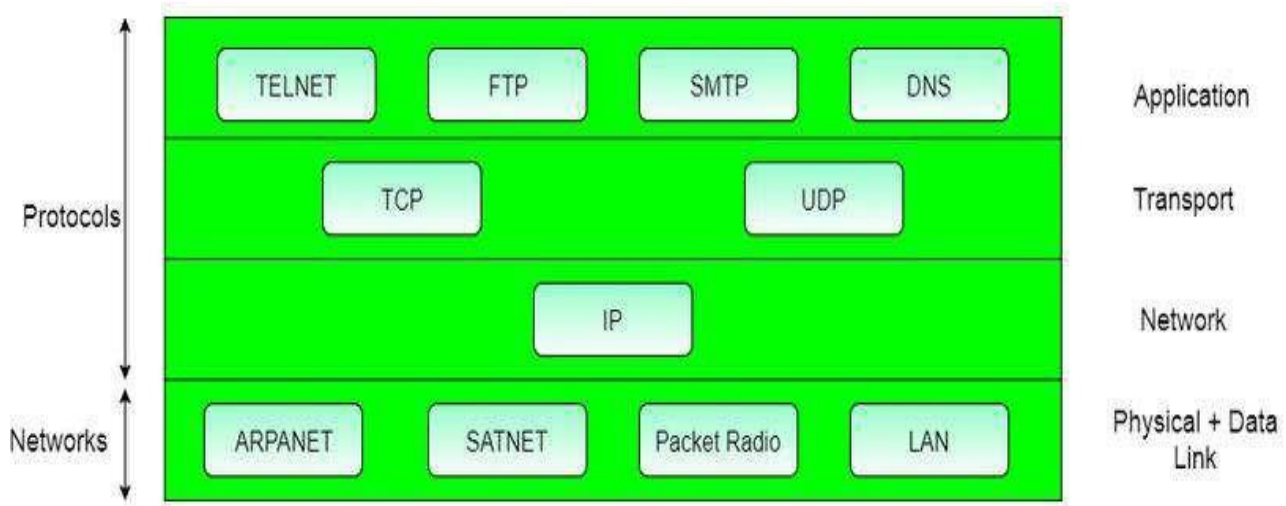 TELNET
FTP
SMTP
DNS
Application
TCP
UDP
Transport
Protocols
IP
Network
Networks
ARPANET
SATNET
Packet Radio
LAN
Physical + Data
Link